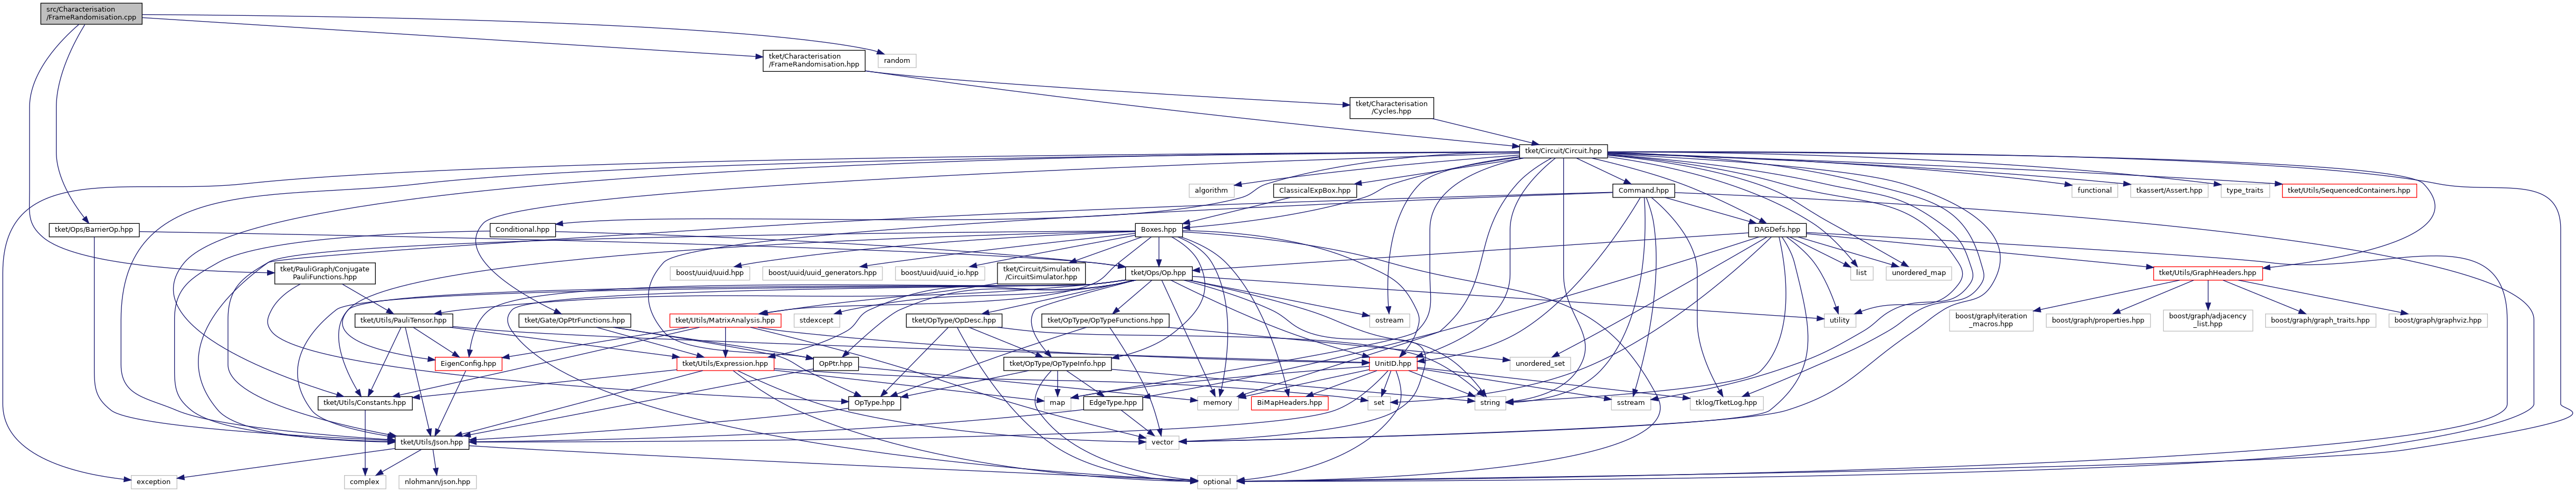 src/Characterisation
/FrameRandomisation.cpp
tket/Characterisation
/FrameRandomisation.hpp
random
tket/Characterisation
/Cycles.hpp
tket/Circuit/Circuit.hpp
algorithm
ClassicalExpBox.hpp
Command.hpp
functional
tkassert/Assert.hpp
type_traits
tket/Utils/SequencedContainers.hpp
tket/Ops/BarrierOp.hpp
Conditional.hpp
Boxes.hpp
DAGDefs.hpp
tket/PauliGraph/Conjugate
PauliFunctions.hpp
boost/uuid/uuid.hpp
boost/uuid/uuid_generators.hpp
boost/uuid/uuid_io.hpp
tket/Circuit/Simulation
/CircuitSimulator.hpp
tket/Ops/Op.hpp
list
unordered_map
tket/Utils/GraphHeaders.hpp
tket/Utils/PauliTensor.hpp
tket/Gate/OpPtrFunctions.hpp
tket/Utils/MatrixAnalysis.hpp
stdexcept
tket/OpType/OpDesc.hpp
tket/OpType/OpTypeFunctions.hpp
ostream
utility
boost/graph/iteration
_macros.hpp
boost/graph/properties.hpp
boost/graph/adjacency
_list.hpp
boost/graph/graph_traits.hpp
boost/graph/graphviz.hpp
EigenConfig.hpp
tket/Utils/Expression.hpp
OpPtr.hpp
tket/OpType/OpTypeInfo.hpp
UnitID.hpp
unordered_set
tket/Utils/Constants.hpp
OpType.hpp
map
EdgeType.hpp
memory
BiMapHeaders.hpp
set
string
sstream
tklog/TketLog.hpp
tket/Utils/Json.hpp
vector
exception
complex
nlohmann/json.hpp
optional